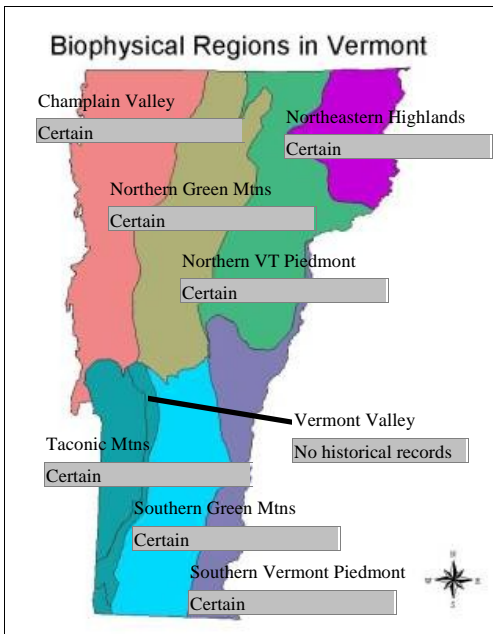 Biophysical Regions in Vermont
Champlain Valley
Certain
Northeastern Highlands
Certain
Northern Green Mtns
Certain
Northern VT Piedmont
Certain
Vermont Valley
No historical records
Taconic Mtns
Certain
Southern Green Mtns
Certain
Southern Vermont Piedmont
Certain
N
W
E
S